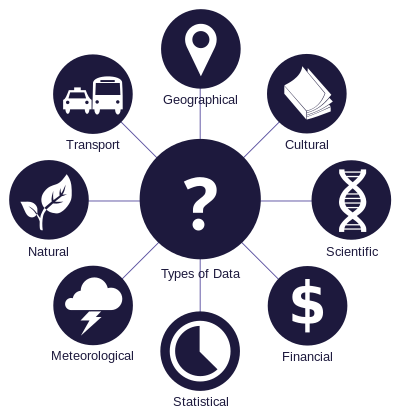 Geographical
Transport
Cultural
?
Natural
Scientific
Types of Data
$
Meteorological
Financial
Statistical